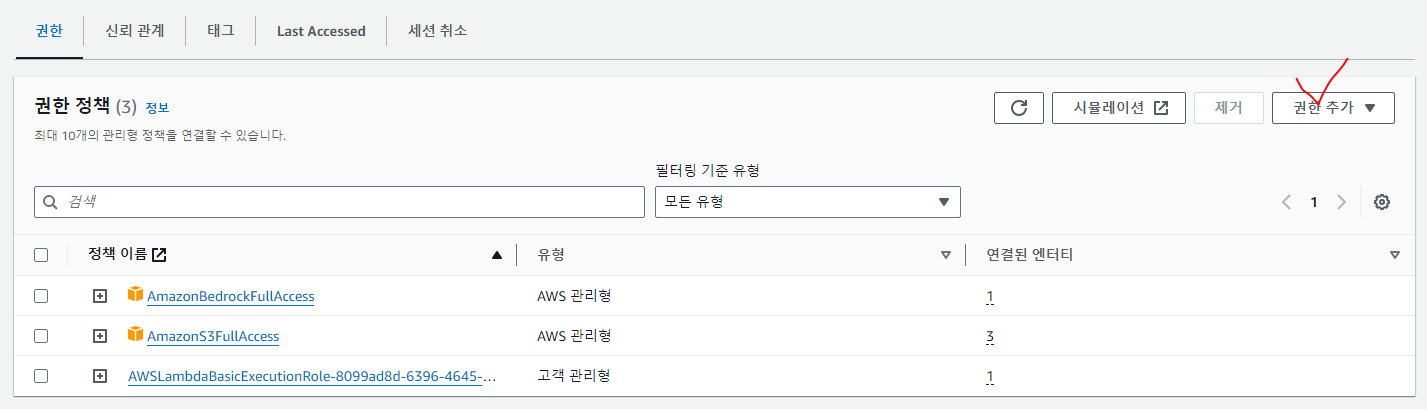 권한 신뢰 관계 태그 Last Accessed 세션 취소
권한 정책 (3) 정보
최대 10개의 관리형 정책을 연결할 수 있습니다.
시뮬레이션 제거 권한 추가
필터링 기준 유형
검색 모든 유형 1
정책 이름 유형 연결된 엔터티
AmazonBedrockFullAccess AWS 관리형 1
AmazonS3FullAccess AWS 관리형 3
AWSLambdaBasicExecutionRole-8099ad8d-6396-4645-... 고객 관리형 1